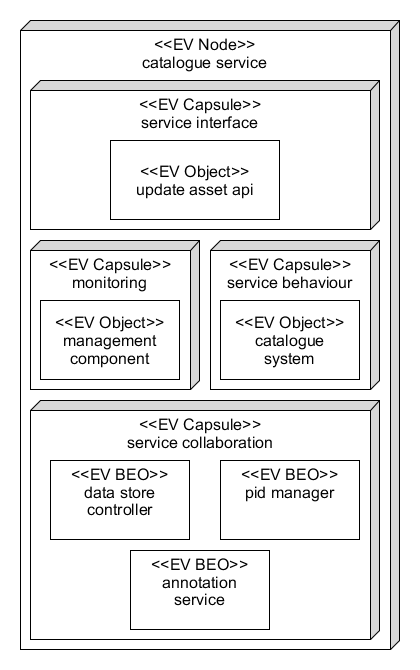 <<EV Node>>
catalogue service
<<EV Capsule>>
service interface
<<EV Object>>
update asset api
<<EV Capsule>>
monitoring
<<EV Object>>
management
component
<<EV Capsule>>
service behaviour
<<EV Object>>
catalogue
system
<<EV Capsule>>
service collaboration
<<EV BEO>>
data store
controller
<<EV BEO>>
pid manager
<<EV BEO>>
annotation
service